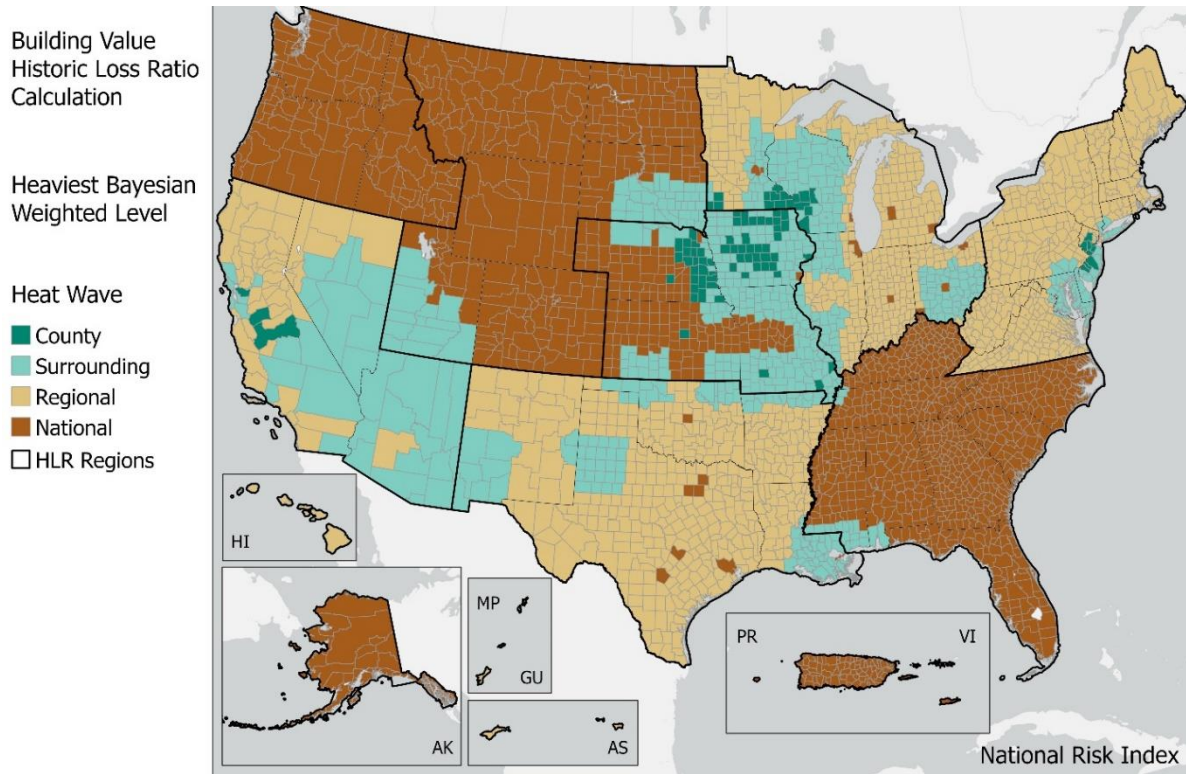 Building Value
Historic Loss Ratio
Calculation
Heaviest Bayesian
Weighted Level
Heat Wave
County
Surrounding
Regional
National
HLR Regions
HI
AK
MP
GU
AS
PR
VI
National Risk Index